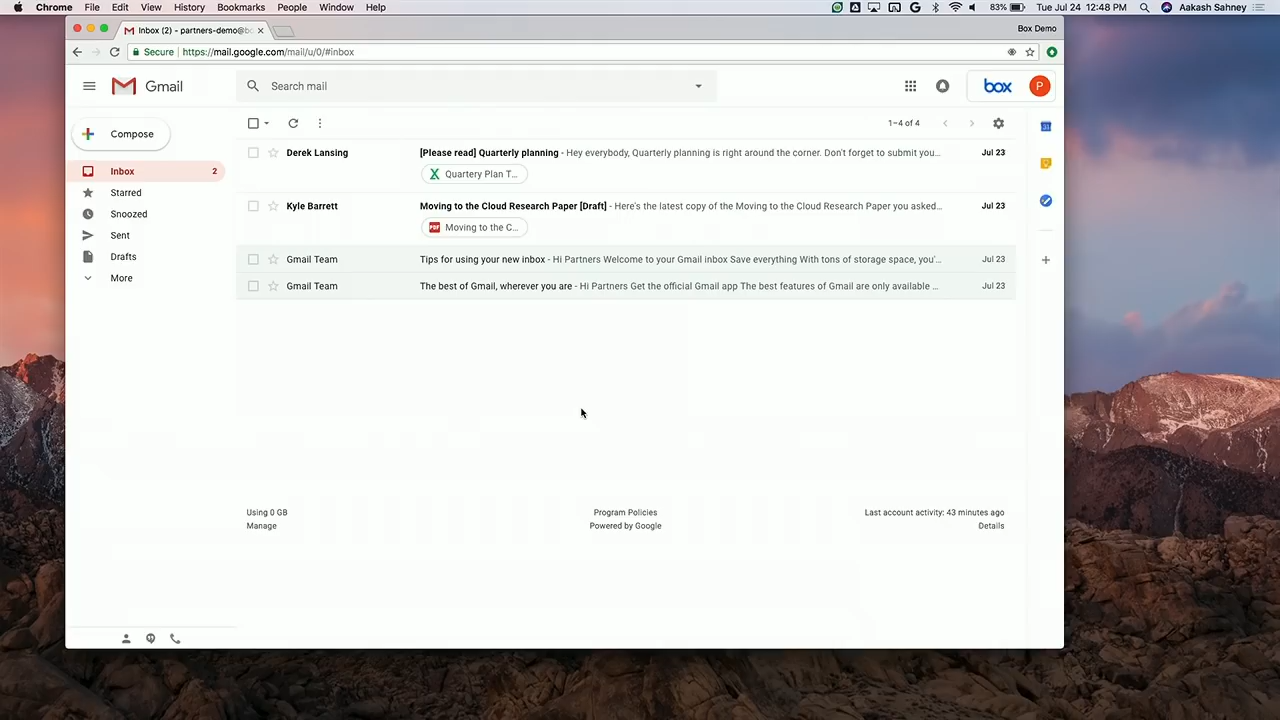 Chrome File Edit View History Bookmarks People Window Help 83% Tue Jul 24 12:48 PM Aakash Sahney
Inbox (2) - partners-demo@bo Box Demo
Secure https://mail.google.com/mail/u/0/#inbox
Gmail Search mail box P
Compose 1–4 of 4
Inbox 2
Starred
Snoozed
Sent
Drafts
More
Derek Lansing [Please read] Quarterly planning - Hey everybody, Quarterly planning is right around the corner. Don't forget to submit you... Jul 23
X Quartery Plan T...
Kyle Barrett Moving to the Cloud Research Paper [Draft] - Here's the latest copy of the Moving to the Cloud Research Paper you asked... Jul 23
PDF Moving to the C...
Gmail Team Tips for using your new inbox - Hi Partners Welcome to your Gmail inbox Save everything With tons of storage space, you'... Jul 23
Gmail Team The best of Gmail, wherever you are - Hi Partners Get the official Gmail app The best features of Gmail are only available ... Jul 23
31
Using 0 GB Program Policies Last account activity: 43 minutes ago
Manage Powered by Google Details